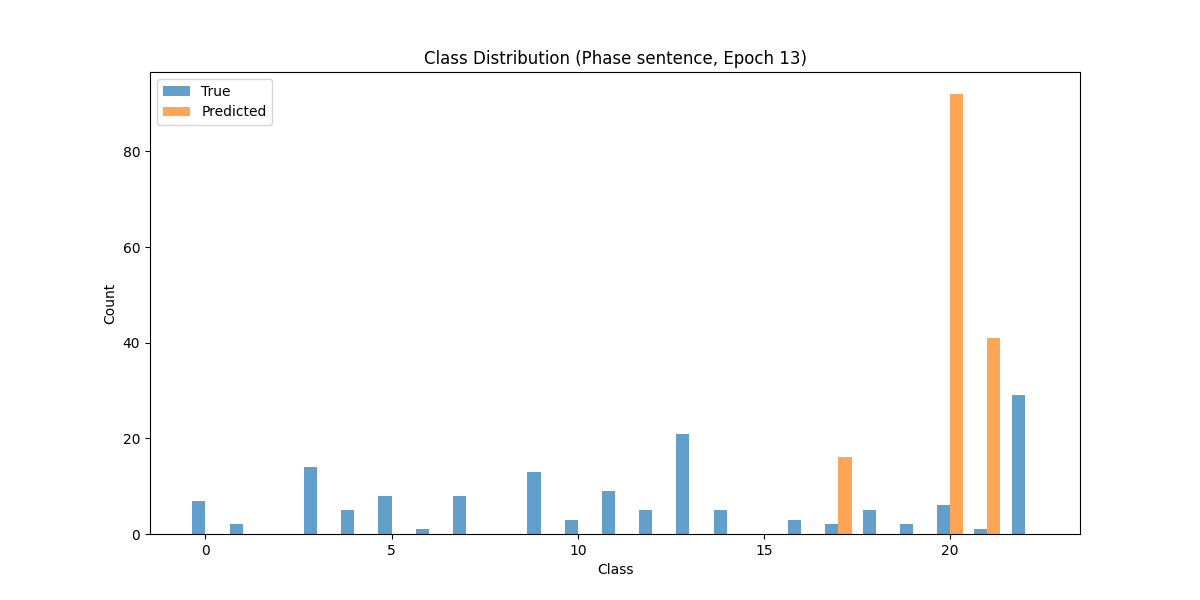 Class Distribution (Phase sentence, Epoch 13)
True
Predicted
80
60
40
20
0
Count
0 5 10 15 20
Class